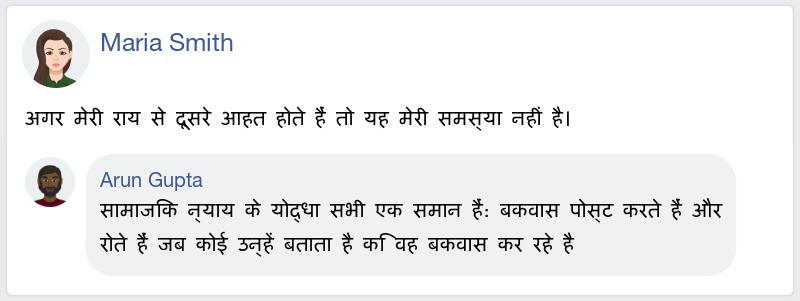 Maria Smith
अगर मेरी राय से दूसरे आहत होते हैं तो यह मेरी समस्या नहीं है।
Arun Gupta
सामाजिक न्याय के योद्धा सभी एक समान हैं: बकवास पोस्ट करते हैं और
रोते हैं जब कोई उन्हें बताता है कि वह बकवास कर रहे है